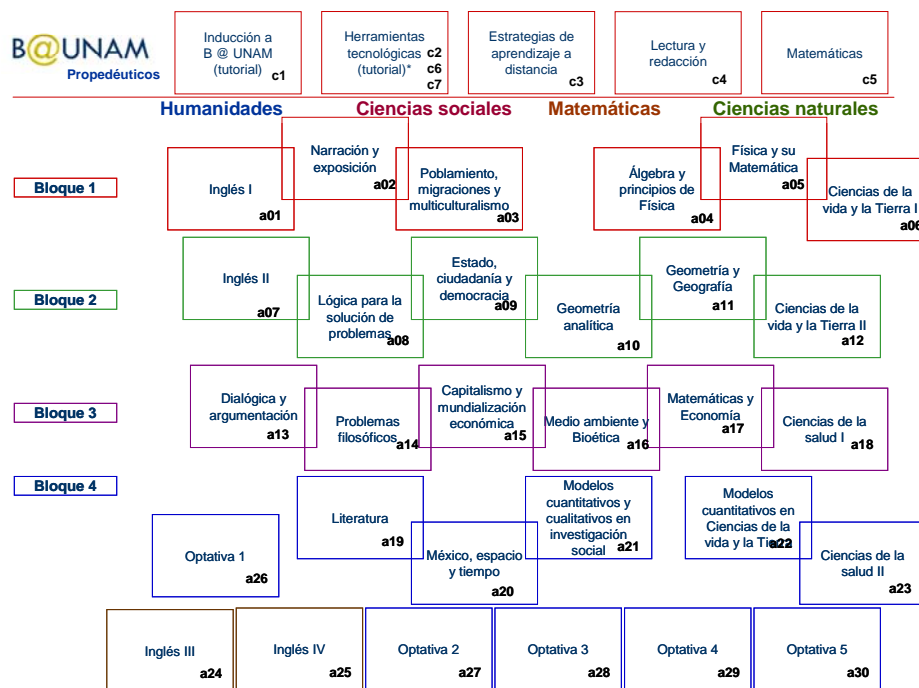 B@UNAM
Propedéuticos
Inducción a
B @ UNAM
(tutorial)
c1
Herramientas
tecnológicas
(tutorial)*
c2
c6
c7
Estrategias de
aprendizaje a
distancia
c3
Lectura y
redacción
c4
Matemáticas
c5
Humanidades
Ciencias sociales
Matemáticas
Ciencias naturales
Bloque 1
Inglés I
a01
Narración y
exposición
a02
Poblamiento,
migraciones y
multiculturalismo
a03
Álgebra y
principios de
Física
a04
Física y su
Matemática
a05
Ciencias de la
vida y la Tierra I
a06
Bloque 2
Inglés II
a07
Lógica para la
solución de
problemas
a08
Estado,
ciudadanía y
democracia
a09
Geometría
analítica
a10
Geometría y
Geografía
a11
Ciencias de la
vida y la Tierra II
a12
Bloque 3
Dialógica y
argumentación
a13
Problemas
filosóficos
a14
Capitalismo y
mundialización
económica
a15
Medio ambiente y
Bioética
a16
Matemáticas y
Economía
a17
Ciencias de la
salud I
a18
Bloque 4
Literatura
a19
México, espacio
y tiempo
a20
Modelos
cuantitativos y
cualitativos en
investigación
social
a21
Modelos
cuantitativos en
Ciencias de la
vida y la Tierra
a22
Ciencias de la
salud II
a23
Optativa 1
a26
Inglés III
a24
Inglés IV
a25
Optativa 2
a27
Optativa 3
a28
Optativa 4
a29
Optativa 5
a30